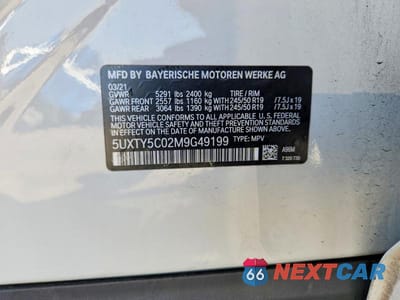 MFD BY BAYERISCHE MOTOREN WERKE AG
03/21
GVWR 5291 lbs 2400 kg TIRE / RIM
GAWR FRONT 2557 lbs 1160 kg WITH 245/50 R19 / 7.5J x 19
GAWR REAR 3064 lbs 1390 kg WITH 245/50 R19 / 7.5J x 19
THIS VEHICLE CONFORMS TO ALL APPLICABLE U.S. FEDERAL
MOTOR VEHICLE SAFETY AND THEFT PREVENTION STANDARDS
IN EFFECT ON THE DATE OF MANUFACTURE SHOWN ABOVE.
5UXTY5C02M9G49199 TYPE: MPV
A96M
66 NEXTCAR